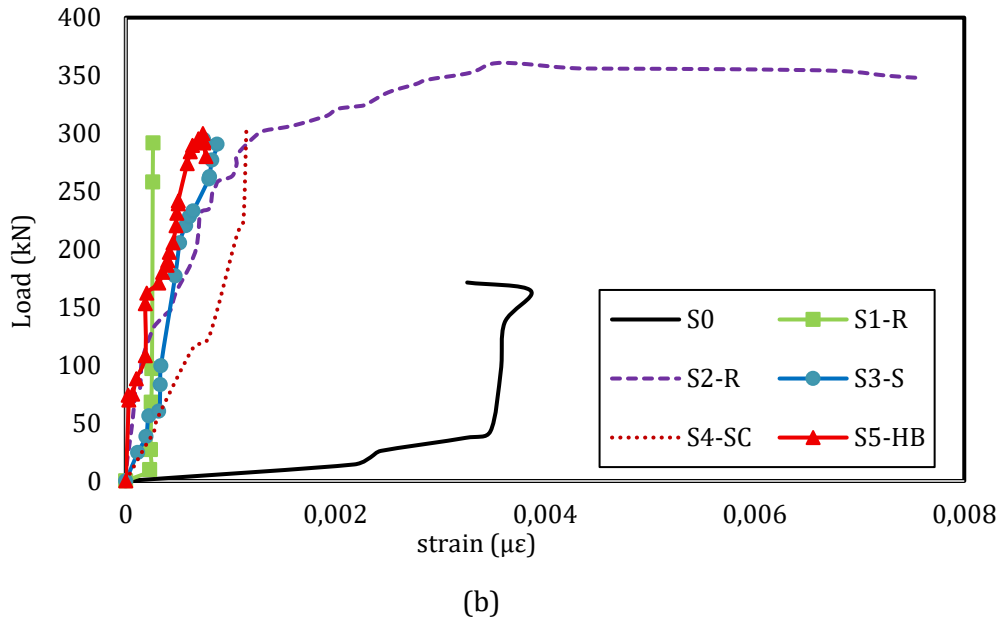 400
350
300
250
200
150
100
50
0
Load (kN)
S0
S1-R
S2-R
S3-S
S4-SC
S5-HB
0
0,002
0,004
0,006
0,008
strain (με)
(b)